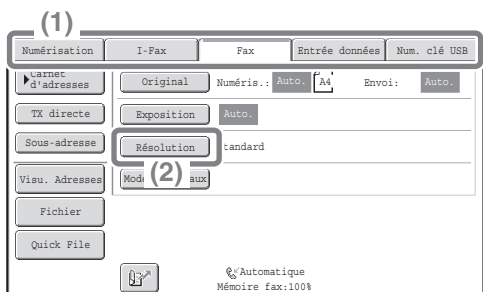 (1)
Numérisation I-Fax Fax Entrée données Num. clé USB
Carnet d'adresses
Original Numéris.: Auto. A4 Envoi: Auto.
TX directe Exposition Auto.
Sous-adresse Résolution tandard
(2)
Visu. Adresses
Fichier
Quick File
Automatique
Mémoire fax:100%